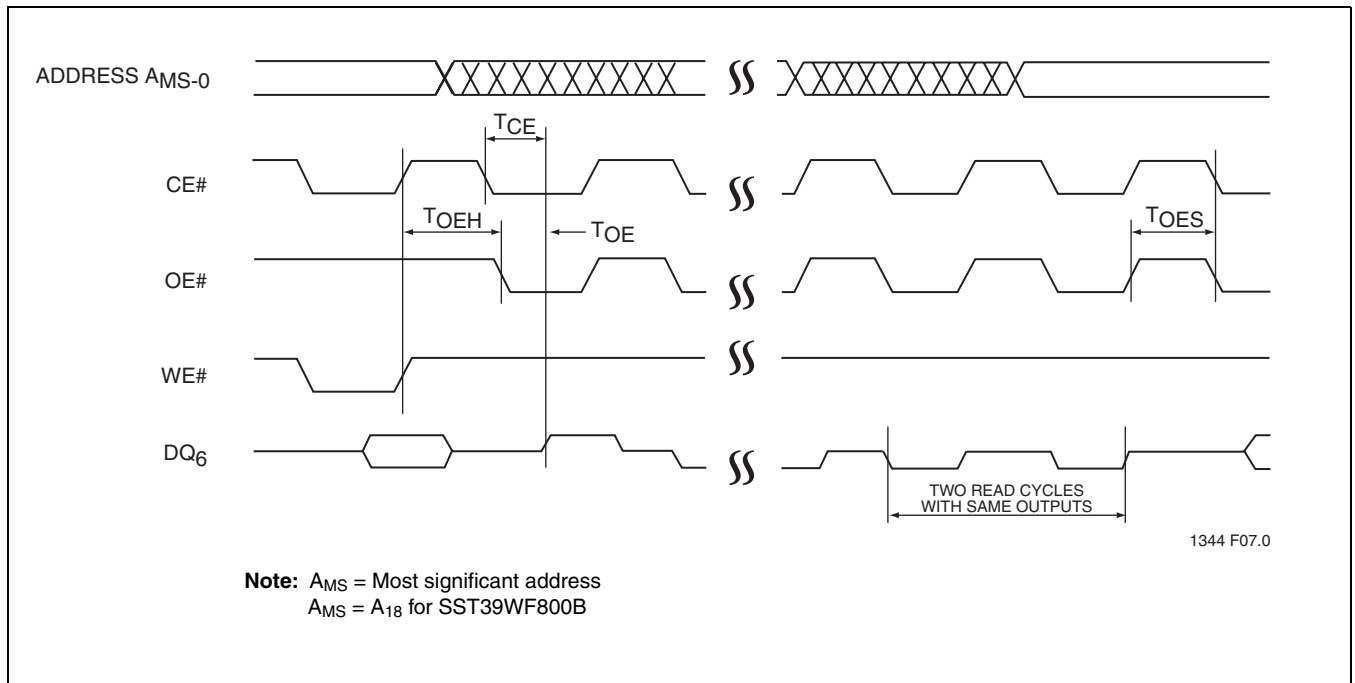 ADDRESS AMS-0
TCE
CE#
TOEH
TOE
TOES
OE#
WE#
DQ6
TWO READ CYCLES
WITH SAME OUTPUTS
1344 F07.0
Note: AMS = Most significant address
AMS = A18 for SST39WF800B